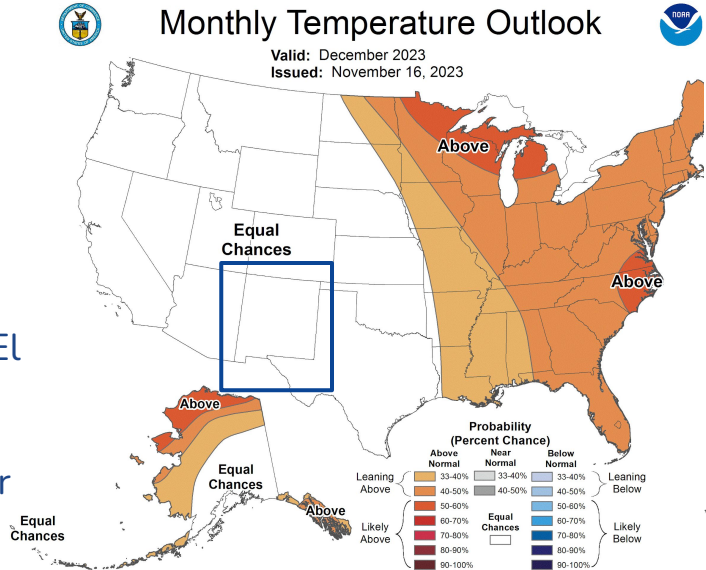 Monthly Temperature Outlook
NOAA
Valid: December 2023
Issued: November 16, 2023
Above
Equal
Chances
Above
El
r
Above
Equal
Chances
Above
Equal
Chances
Probability
(Percent Chance)
Above
Normal
Near
Normal
Below
Normal
Leaning
Above
33-40%
33-40%
33-40%
Leaning
Below
40-50%
40-50%
40-50%
Likely
Above
50-60%
Equal
Chances
50-60%
Likely
Below
60-70%
60-70%
70-80%
70-80%
80-90%
80-90%
90-100%
90-100%